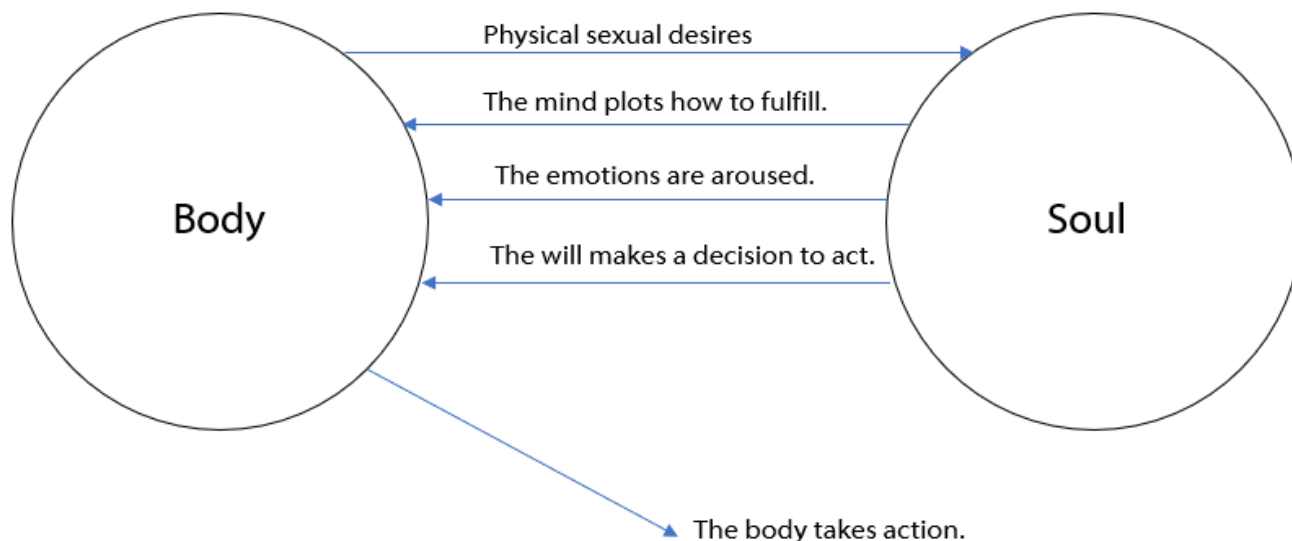 Physical sexual desires
The mind plots how to fulfill.
The emotions are aroused.
Body
Soul
The will makes a decision to act.
The body takes action.